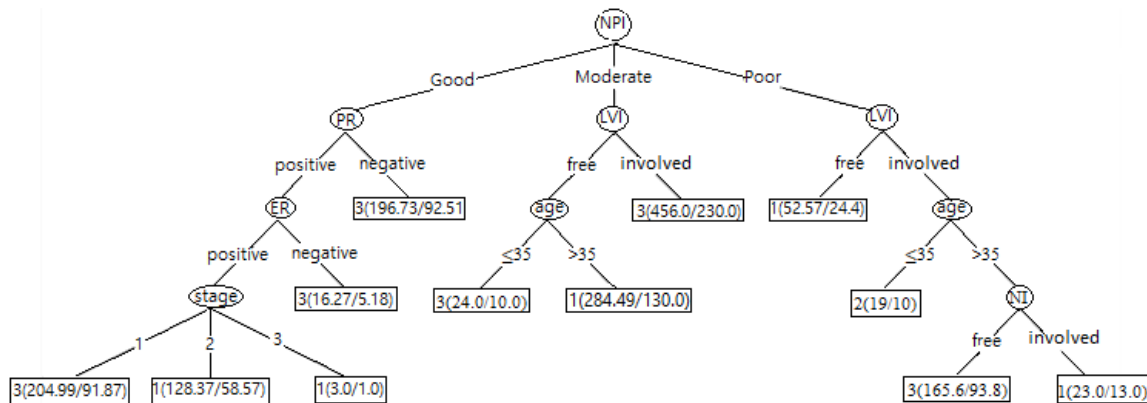 NPI
Good Moderate Poor
PR LVI LVI
positive negative free involved free involved
ER 3(196.73/92.51 age 3(456.0/230.0) 1(52.57/24.4) age
positive negative ≤35 >35 ≤35 >35
stage 3(16.27/5.18) 3(24.0/10.0) 1(284.49/130.0) 2(19/10) NI
1 2 3 free involved
3(204.99/91.87) 1(128.37/58.57) 1(3.0/1.0) 3(165.6/93.8) 1(23.0/13.0)